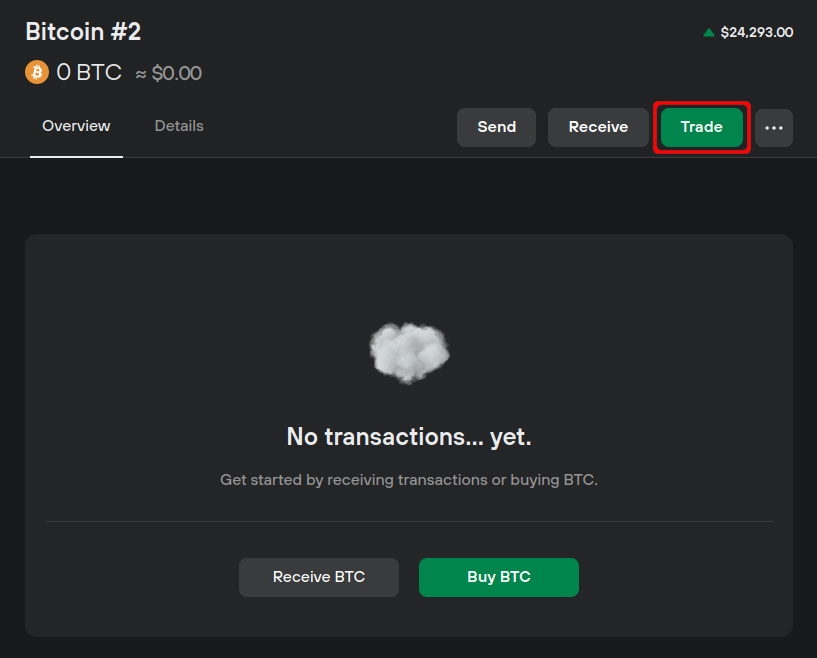 Bitcoin #2
$24,293.00
0 BTC ≈ $0.00
Overview Details Send Receive Trade ...
No transactions... yet.
Get started by receiving transactions or buying BTC.
Receive BTC Buy BTC